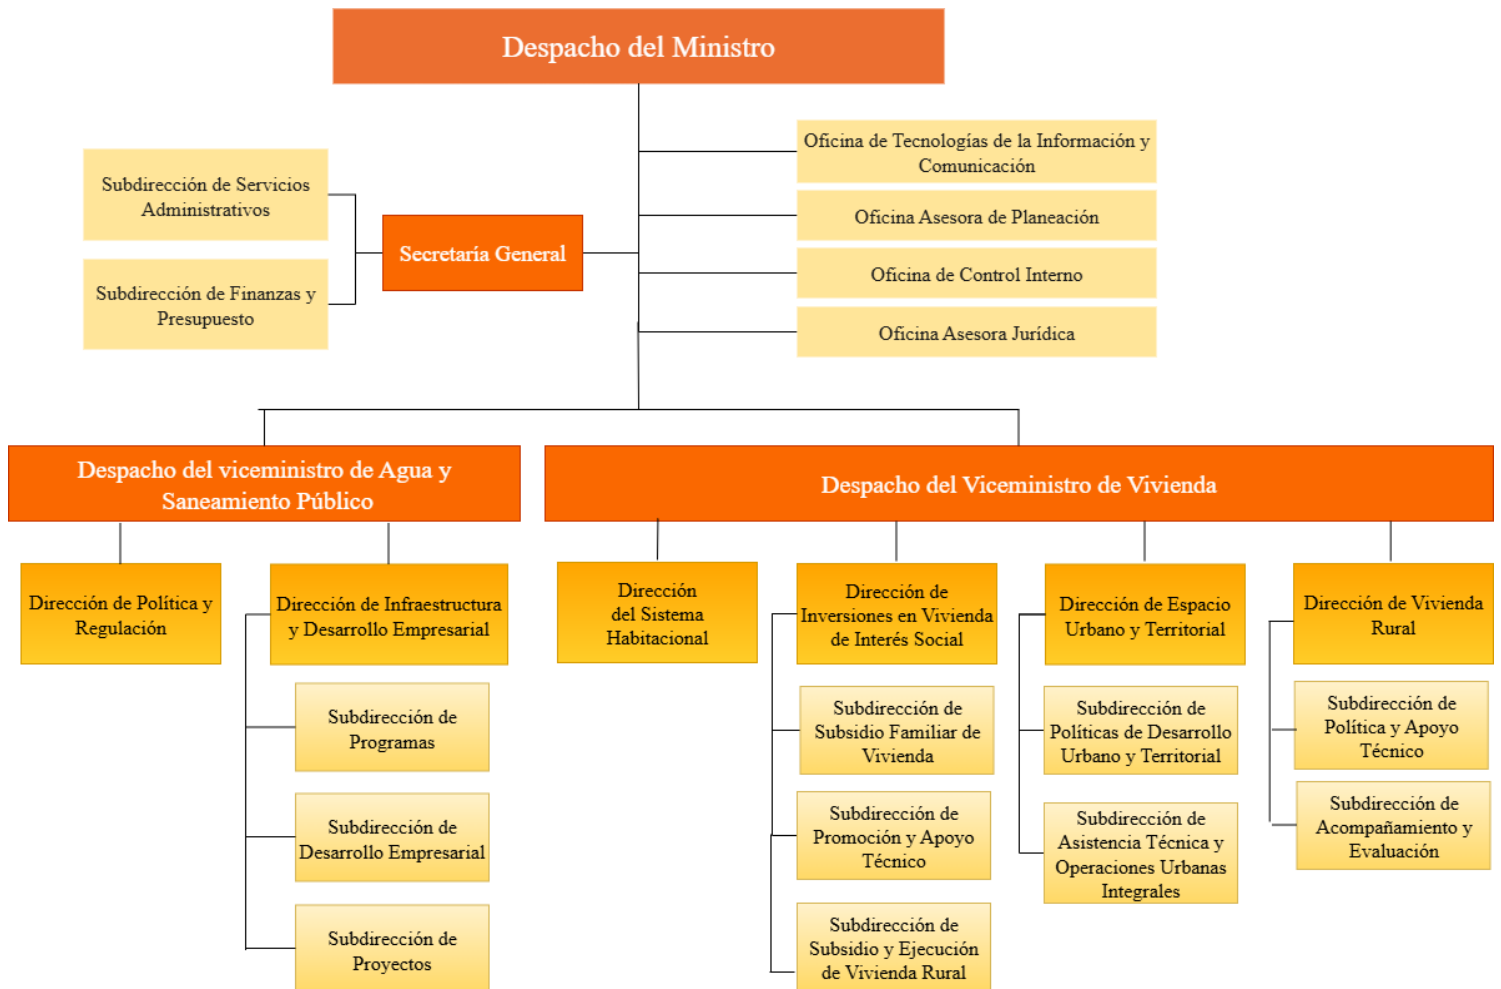 Despacho del Ministro
Oficina de Tecnologías de la Información y
Comunicación
Subdirección de Servicios
Administrativos
Oficina Asesora de Planeación
Secretaría General
Oficina de Control Interno
Subdirección de Finanzas y
Presupuesto
Oficina Asesora Jurídica
Despacho del viceministro de Agua y
Saneamiento Público
Despacho del Viceministro de Vivienda
Dirección de Política y
Regulación
Dirección de Infraestructura
y Desarrollo Empresarial
Subdirección de
Programas
Subdirección de
Desarrollo Empresarial
Subdirección de
Proyectos
Dirección
del Sistema
Habitacional
Dirección de
Inversiones en Vivienda
de Interés Social
Subdirección de
Subsidio Familiar de
Vivienda
Subdirección de
Promoción y Apoyo
Técnico
Subdirección de
Subsidio y Ejecución
de Vivienda Rural
Dirección de Espacio
Urbano y Territorial
Subdirección de
Políticas de Desarrollo
Urbano y Territorial
Subdirección de
Asistencia Técnica y
Operaciones Urbanas
Integrales
Dirección de Vivienda
Rural
Subdirección de
Política y Apoyo
Técnico
Subdirección de
Acompañamiento y
Evaluación